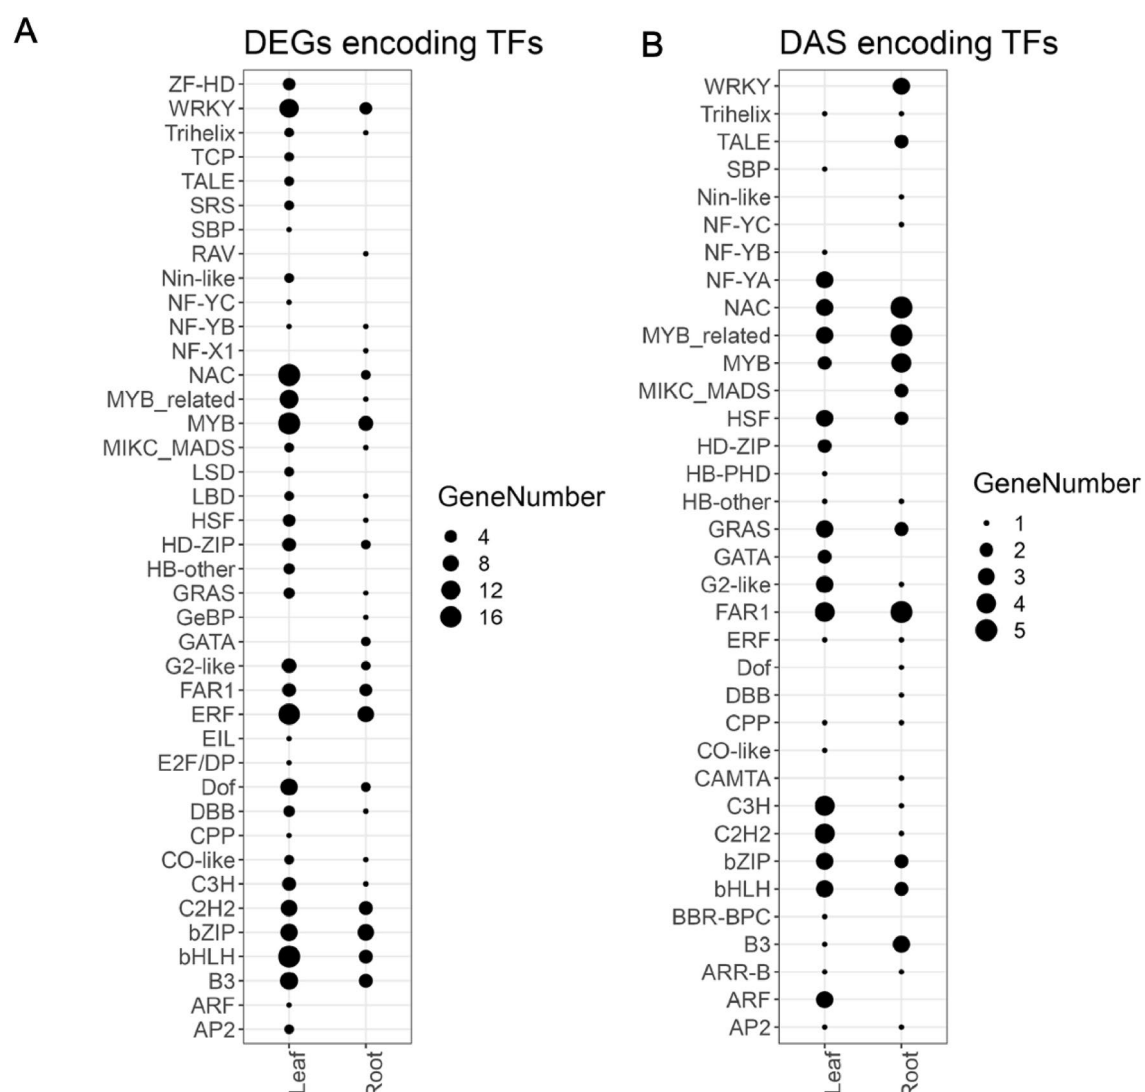 A
DEGs encoding TFs
ZF-HD
WRKY
Trihelix
TCP
TALE
SRS
SBP
RAV
Nin-like
NF-YC
NF-YB
NF-X1
NAC
MYB_related
MYB
MIKC_MADS
LSD
LBD
HSF
HD-ZIP
HB-other
GRAS
GeBP
GATA
G2-like
FAR1
ERF
EIL
E2F/DP
Dof
DBB
CPP
CO-like
C3H
C2H2
bZIP
bHLH
B3
ARF
AP2
Leaf
Root
GeneNumber
4
8
12
16
B
DAS encoding TFs
WRKY
Trihelix
TALE
SBP
Nin-like
NF-YC
NF-YB
NF-YA
NAC
MYB_related
MYB
MIKC_MADS
HSF
HD-ZIP
HB-PHD
HB-other
GRAS
GATA
G2-like
FAR1
ERF
Dof
DBB
CPP
CO-like
CAMTA
C3H
C2H2
bZIP
bHLH
BBR-BPC
B3
ARR-B
ARF
AP2
Leaf
Root
GeneNumber
1
2
3
4
5